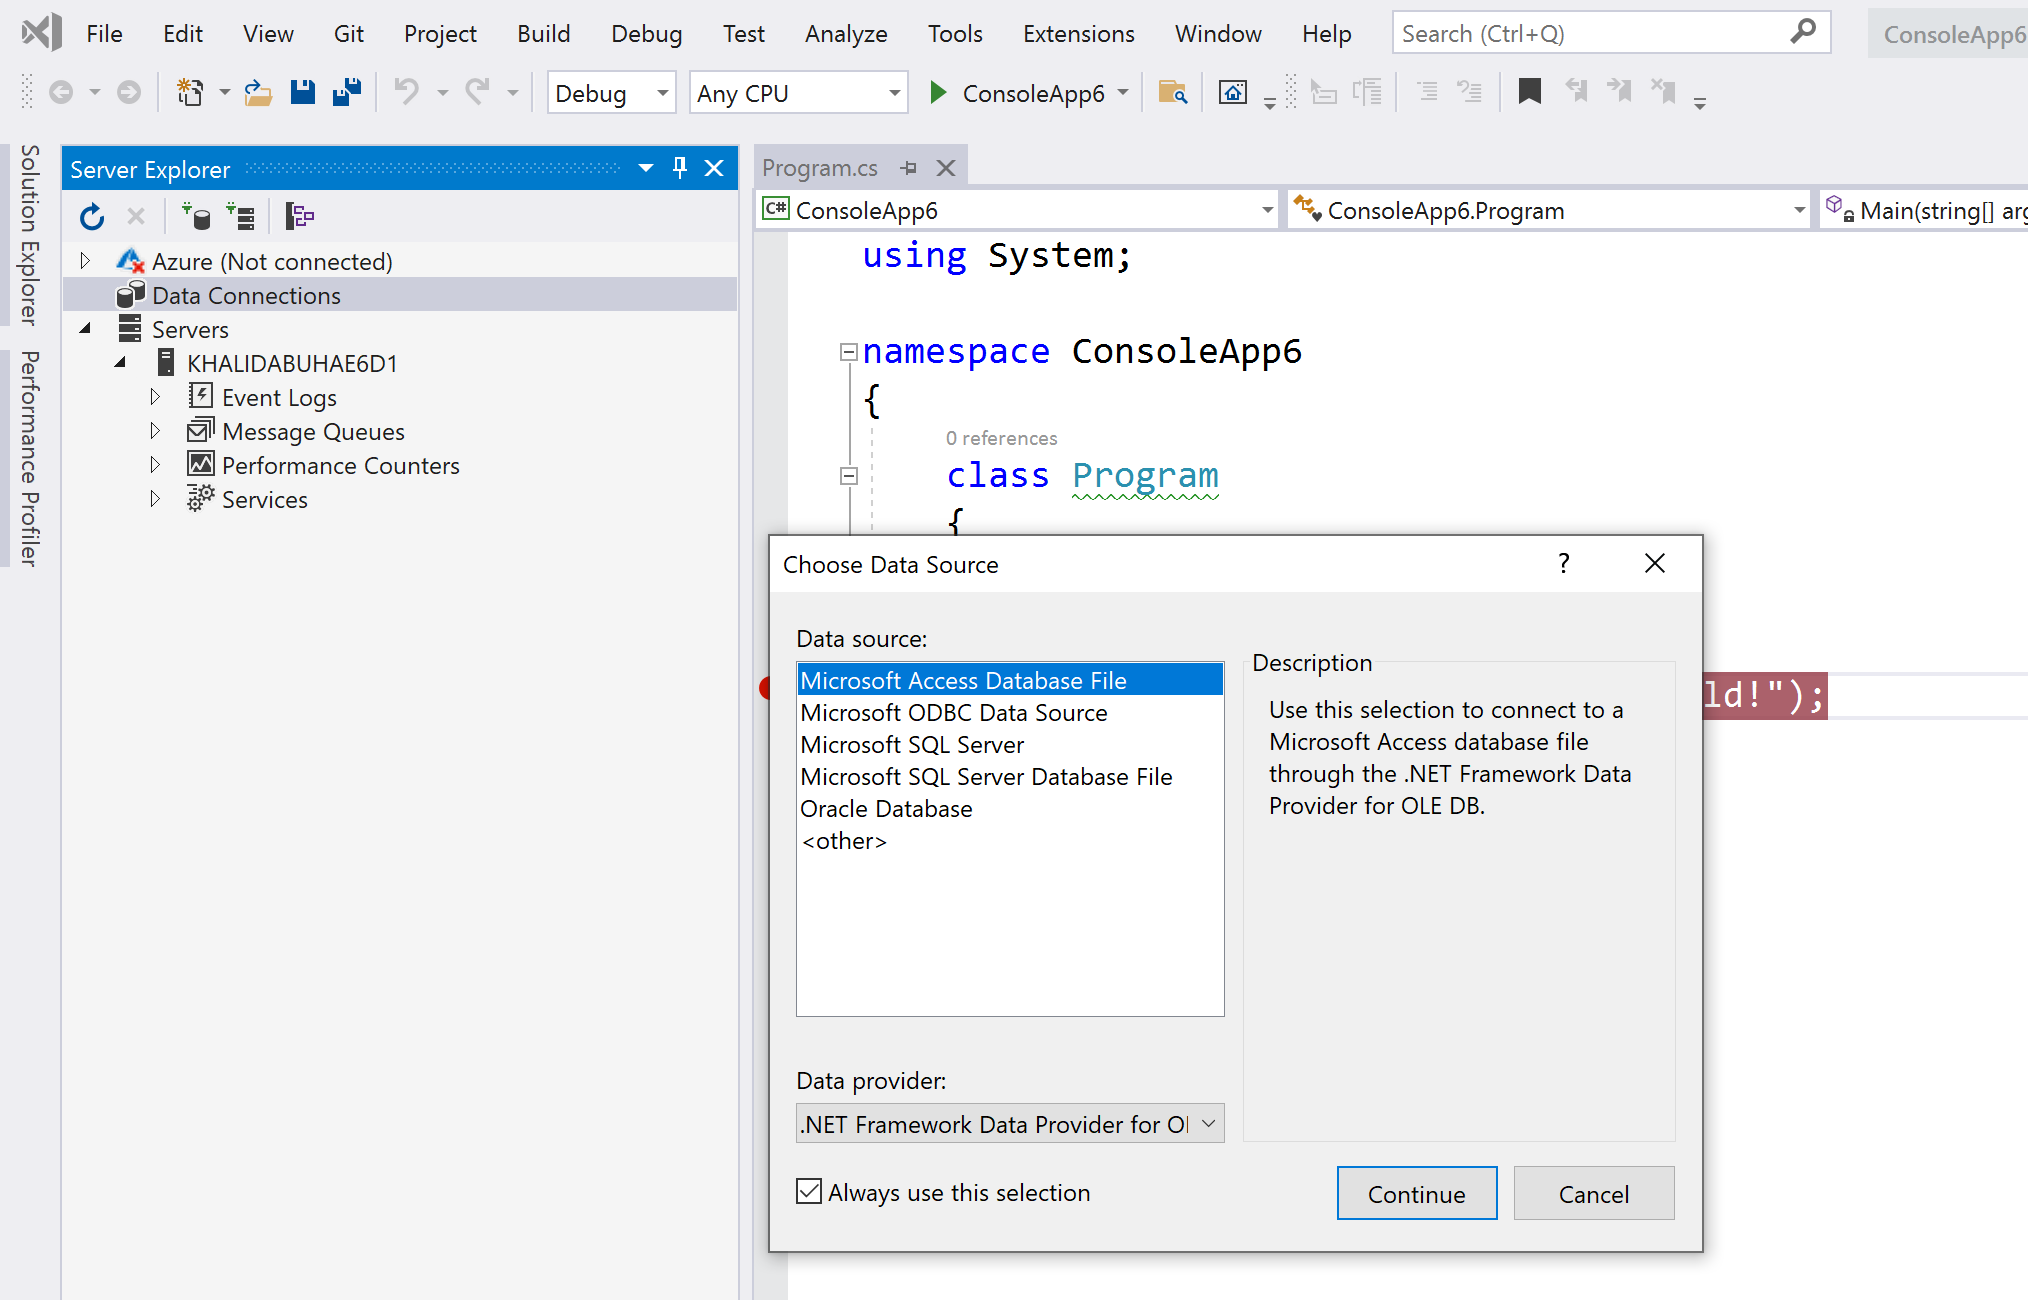 File Edit View Git Project Build Debug Test Analyze Tools Extensions Window Help Search (Ctrl+Q) ConsoleApp6
Debug Any CPU ConsoleApp6
Solution Explorer
Performance Profiler
Server Explorer
Azure (Not connected)
Data Connections
Servers
KHALIDABUHAE6D1
Event Logs
Message Queues
Performance Counters
Services
Program.cs
C# ConsoleApp6 ConsoleApp6.Program Main(string[] arg
using System;
namespace ConsoleApp6
{
0 references
class Program
{
ld!");
Choose Data Source ?
Data source:
Microsoft Access Database File
Microsoft ODBC Data Source
Microsoft SQL Server
Microsoft SQL Server Database File
Oracle Database
<other>
Description
Use this selection to connect to a
Microsoft Access database file
through the .NET Framework Data
Provider for OLE DB.
Data provider:
.NET Framework Data Provider for Ol
Always use this selection
Continue Cancel